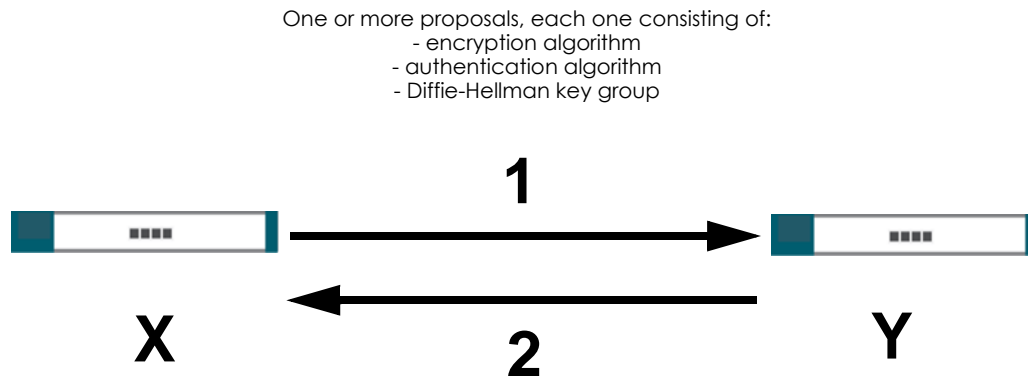 One or more proposals, each one consisting of:
- encryption algorithm
- authentication algorithm
- Diffie-Hellman key group
1
X
Y
2